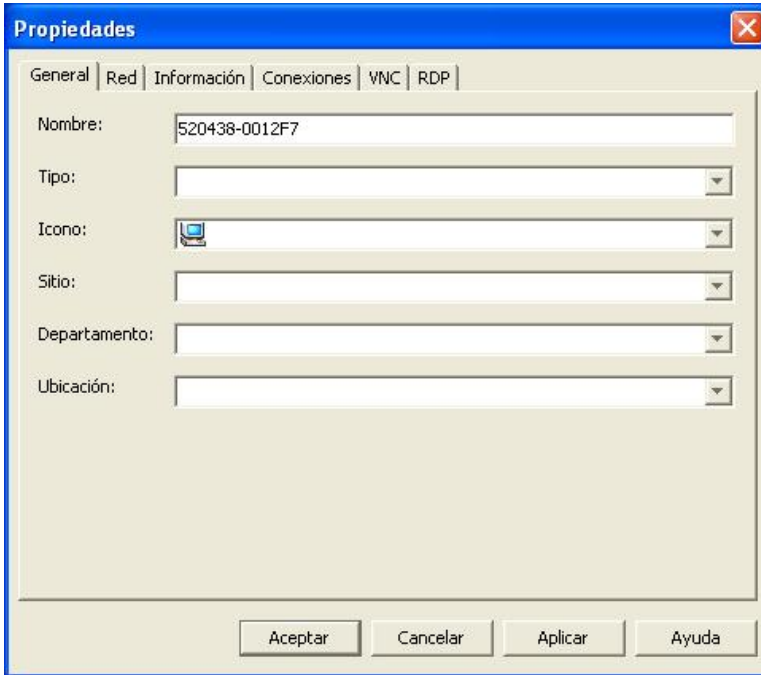 Propiedades
General Red Información Conexiones VNC RDP
Nombre: 520438-0012F7
Tipo:
Icono:
Sitio:
Departamento:
Ubicación:
Aceptar Cancelar Aplicar Ayuda